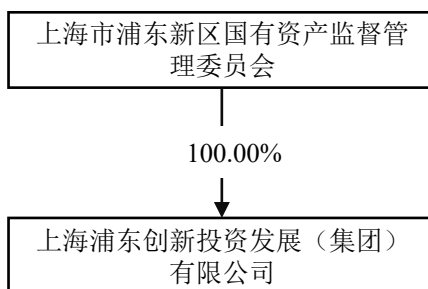 上海市浦东新区国有资产监督管
理委员会
100.00%
上海浦东创新投资发展（集团）
有限公司